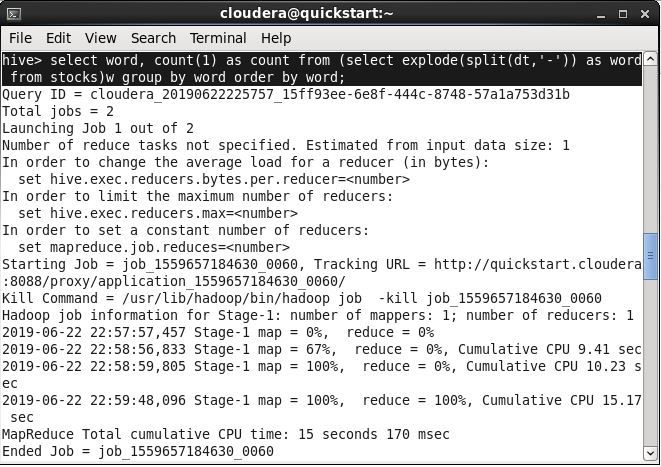 cloudera@quickstart:~
File Edit View Search Terminal Help
hive> select word, count(1) as count from (select explode(split(dt,'-')) as word
 from stocks)w group by word order by word;
Query ID = cloudera_20190622225757_15ff93ee-6e8f-444c-8748-57a1a753d31b
Total jobs = 2
Launching Job 1 out of 2
Number of reduce tasks not specified. Estimated from input data size: 1
In order to change the average load for a reducer (in bytes):
  set hive.exec.reducers.bytes.per.reducer=<number>
In order to limit the maximum number of reducers:
  set hive.exec.reducers.max=<number>
In order to set a constant number of reducers:
  set mapreduce.job.reduces=<number>
Starting Job = job_1559657184630_0060, Tracking URL = http://quickstart.cloudera
:8088/proxy/application_1559657184630_0060/
Kill Command = /usr/lib/hadoop/bin/hadoop job  -kill job_1559657184630_0060
Hadoop job information for Stage-1: number of mappers: 1; number of reducers: 1
2019-06-22 22:57:57,457 Stage-1 map = 0%,  reduce = 0%
2019-06-22 22:58:56,833 Stage-1 map = 67%,  reduce = 0%, Cumulative CPU 9.41 sec
2019-06-22 22:58:59,805 Stage-1 map = 100%,  reduce = 0%, Cumulative CPU 10.23 s
ec
2019-06-22 22:59:48,096 Stage-1 map = 100%,  reduce = 100%, Cumulative CPU 15.17
 sec
MapReduce Total cumulative CPU time: 15 seconds 170 msec
Ended Job = job_1559657184630_0060